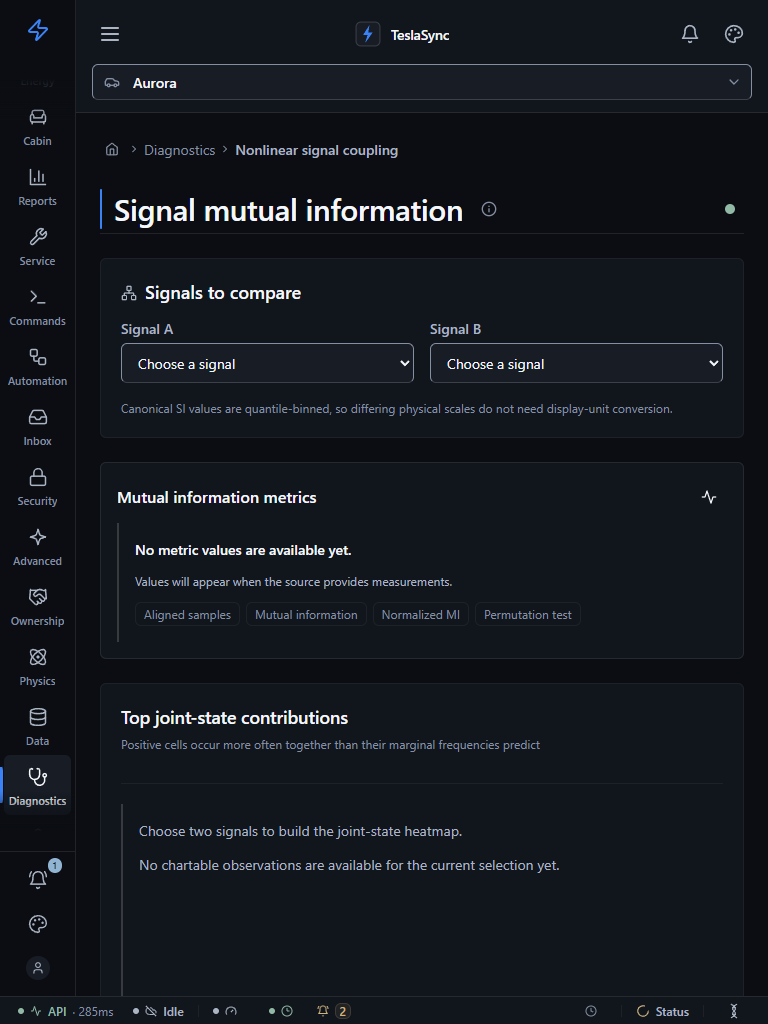 TeslaSync
Aurora
Diagnostics
Nonlinear signal coupling
Signal mutual information
Signals to compare
Signal A
Signal B
Choose a signal
Choose a signal
Canonical SI values are quantile-binned, so differing physical scales do not need display-unit conversion.
Mutual information metrics
No metric values are available yet.
Values will appear when the source provides measurements.
Aligned samples
Mutual information
Normalized MI
Permutation test
Top joint-state contributions
Positive cells occur more often together than their marginal frequencies predict
Choose two signals to build the joint-state heatmap.
No chartable observations are available for the current selection yet.
Energy
Cabin
Reports
Service
Commands
Automation
Inbox
Security
Advanced
Ownership
Physics
Data
Diagnostics
1
API · 285ms
Idle
2
Status